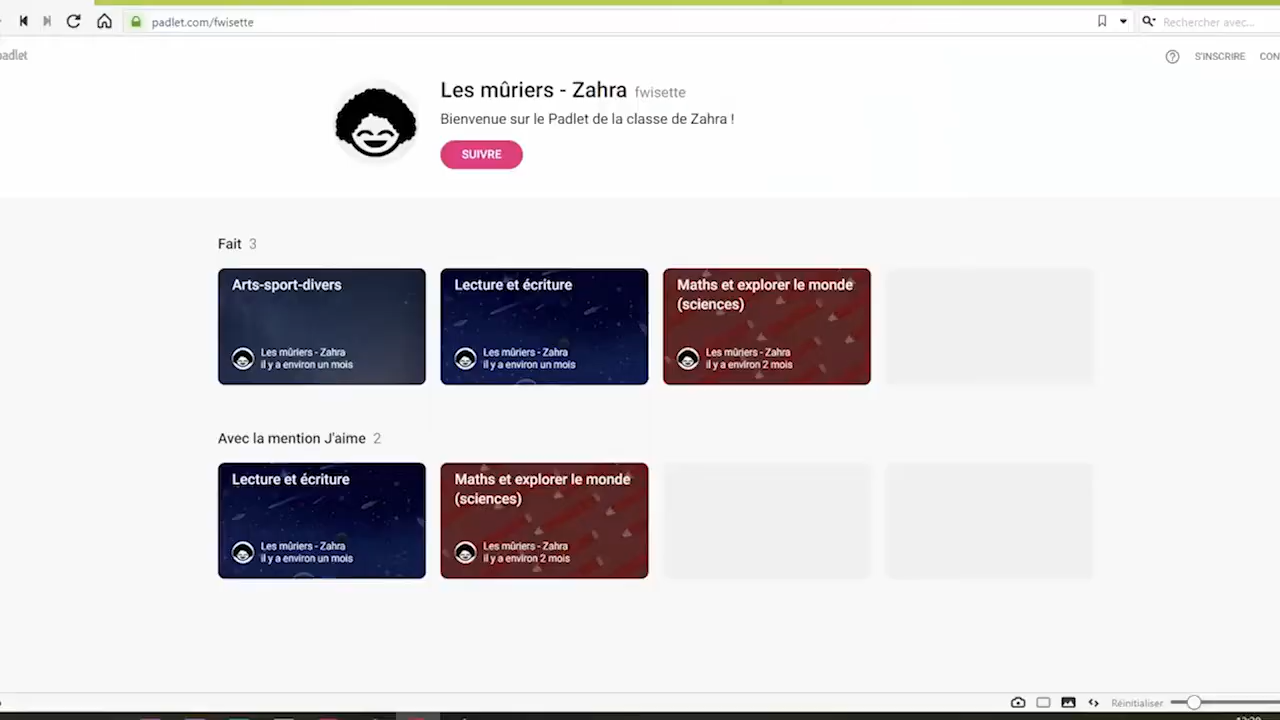 padlet.com/fwisette
Rechercher avec...
padlet
S'INSCRIRE
CON
Les mûriers - Zahra fwisette
Bienvenue sur le Padlet de la classe de Zahra !
SUIVRE
Fait 3
Arts-sport-divers
Les mûriers - Zahra
il y a environ un mois
Lecture et écriture
Les mûriers - Zahra
il y a environ un mois
Maths et explorer le monde
(sciences)
Les mûriers - Zahra
il y a environ 2 mois
Avec la mention J'aime 2
Lecture et écriture
Les mûriers - Zahra
il y a environ un mois
Maths et explorer le monde
(sciences)
Les mûriers - Zahra
il y a environ 2 mois
Réinitialiser